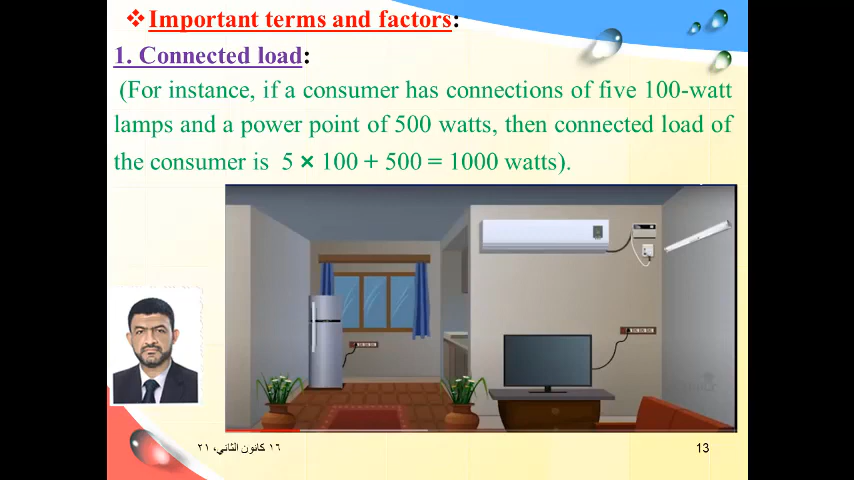 ❖ Important terms and factors:
1. Connected load:
(For instance, if a consumer has connections of five 100-watt
lamps and a power point of 500 watts, then connected load of
the consumer is 5 × 100 + 500 = 1000 watts).
١٦ كانون الثاني، ٢١
13